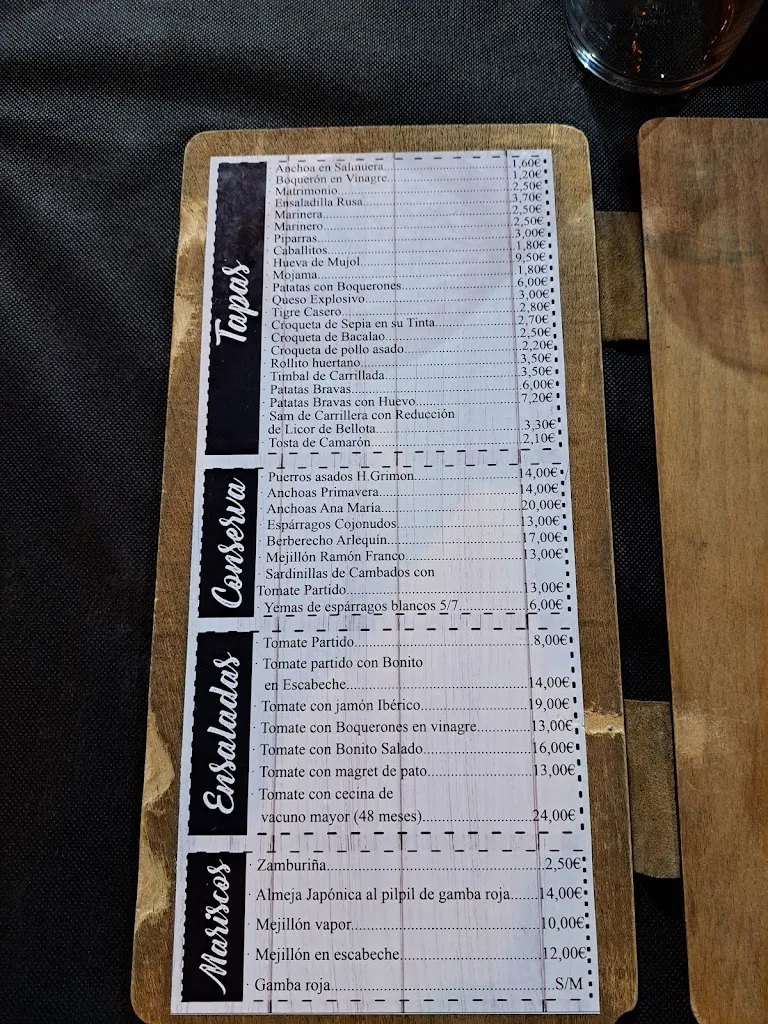 Tapas
· Anchoa en Salmuera........1,60€
· Boquerón en Vinagre........1,20€
· Matrimonio........2,50€
· Ensaladilla Rusa........3,70€
· Marinera........2,50€
· Marinero........2,50€
· Piparras........3,00€
· Caballitos........1,80€
· Hueva de Mujol........9,50€
· Mojama........1,80€
· Patatas con Boquerones........6,00€
· Queso Explosivo........3,00€
· Tigre Casero........2,80€
· Croqueta de Sepia en su Tinta........2,70€
· Croqueta de Bacalao........2,50€
· Croqueta de pollo asado........2,20€
· Rollito huertano........3,50€
· Timbal de Carrillada........3,50€
· Patatas Bravas........6,00€
· Patatas Bravas con Huevo........7,20€
· Sam de Carrillera con Reducción
de Licor de Bellota........3,30€
· Tosta de Camarón........2,10€
Conserva
· Puerros asados H.Grimon........14,00€
· Anchoas Primavera........14,00€
· Anchoas Ana María........20,00€
· Espárragos Cojonudos........13,00€
· Berberecho Arlequín........17,00€
· Mejillón Ramón Franco........13,00€
· Sardinillas de Cambados con
Tomate Partido........13,00€
· Yemas de espárragos blancos 5/7........6,00€
Ensaladas
· Tomate Partido........8,00€
· Tomate partido con Bonito
en Escabeche........14,00€
· Tomate con jamón Ibérico........19,00€
· Tomate con Boquerones en vinagre........13,00€
· Tomate con Bonito Salado........16,00€
· Tomate con magret de pato........13,00€
· Tomate con cecina de
vacuno mayor (48 meses)........24,00€
Mariscos
· Zamburiña........2,50€
· Almeja Japónica al pilpil de gamba roja.......14,00€
· Mejillón vapor........10,00€
· Mejillón en escabeche........12,00€
· Gamba roja........S/M